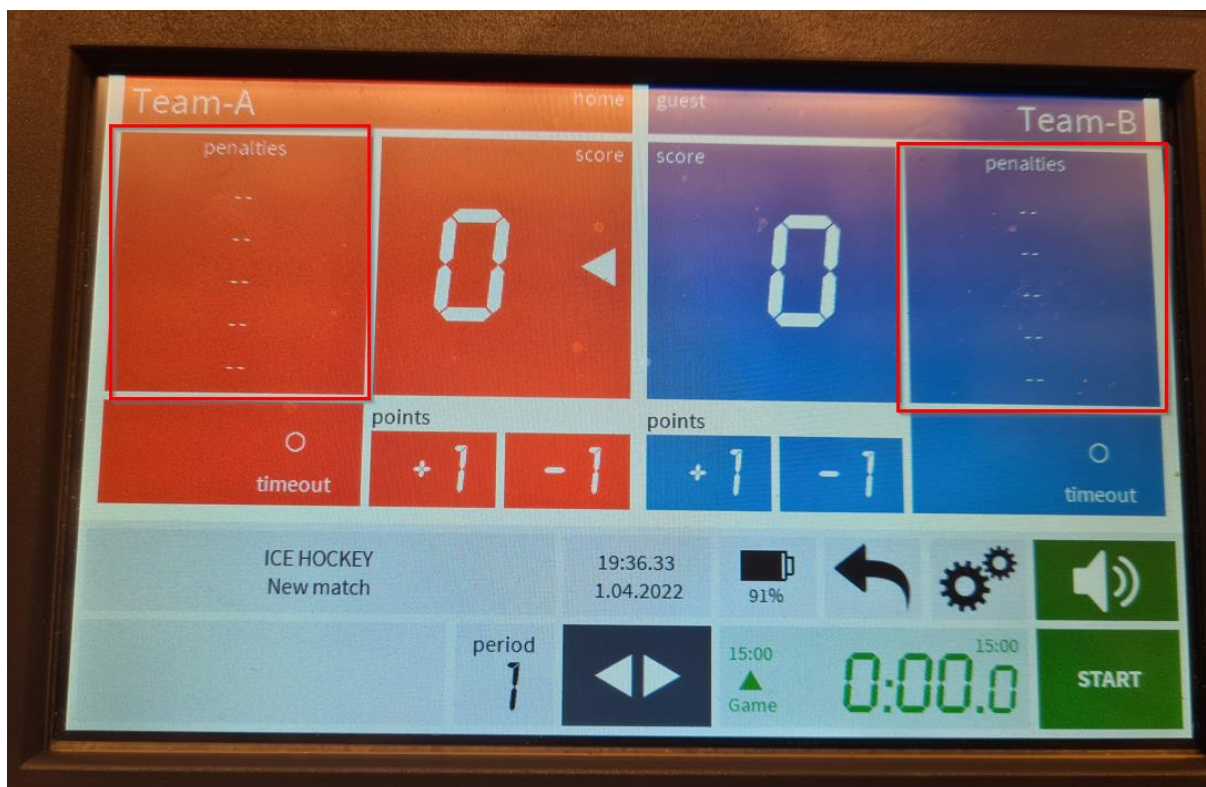 Team-A home guest Team-B
penalties score score penalties
-- --
-- --
0 0
-- --
-- --
-- --
points points
+1 -1 +1 -1
timeout timeout
ICE HOCKEY
New match
19:36.33
1.04.2022
91%
period
1
15:00
Game
0:00.0
15:00
START